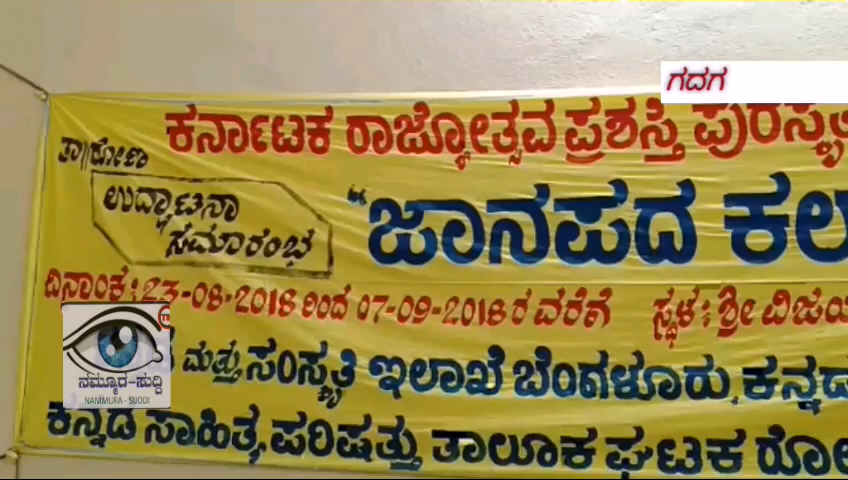 ಗದಗ
ಕರ್ನಾಟಕ ರಾಜ್ಯೋತ್ಸವ ಪ್ರಶಸ್ತಿ ಪುರಸ್ಕೃ
ತಾ||ರೋಣ
ಉದ್ಘಾಟನಾ
ಸಮಾರಂಭ
"ಜಾನಪದ ಕಲ
ದಿನಾಂಕ: 23-08-2018 ರಿಂದ 07-09-2018 ರ ವರೆಗೆ ಸ್ಥಳ: ಶ್ರೀ ವಿಜಯ
ಮತ್ತು ಸಂಸ್ಕೃತಿ ಇಲಾಖೆ ಬೆಂಗಳೂರು, ಕನ್ನಡ
ಕನ್ನಡ ಸಾಹಿತ್ಯ ಪರಿಷತ್ತು ತಾಲೂಕ ಘಟಕ ರೋ
ನಮ್ಮೂರ-ಸುದ್ದಿ
NAMMURA - SUDDI